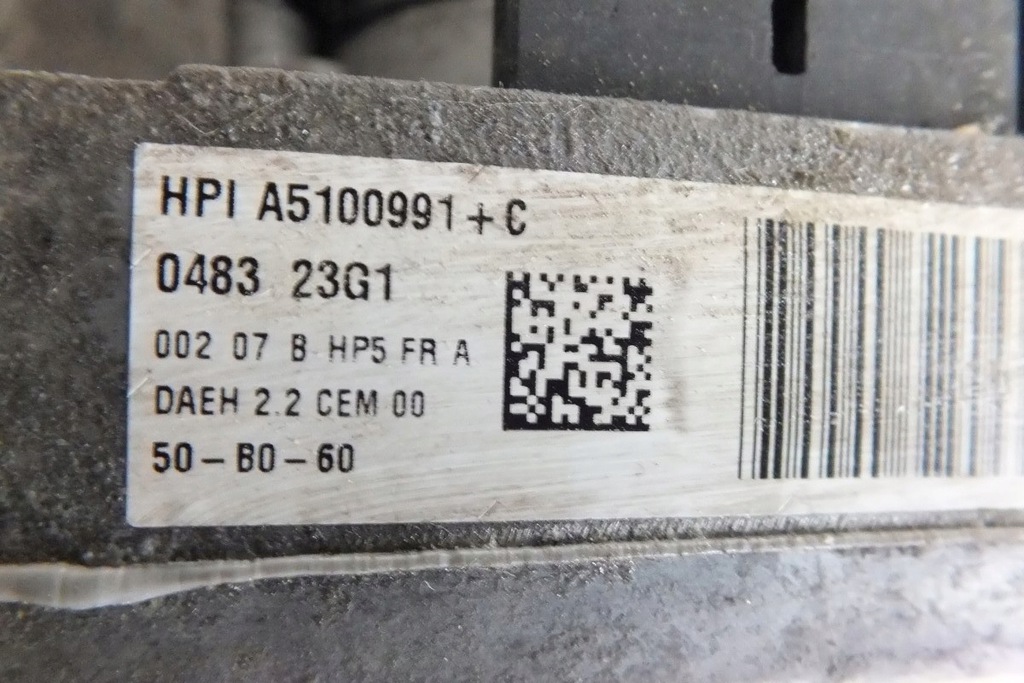 HPI A5100991+C
0483 23G1
002 07 B HP5 FR A
DAEH 2.2 CEM 00
50-B0-60